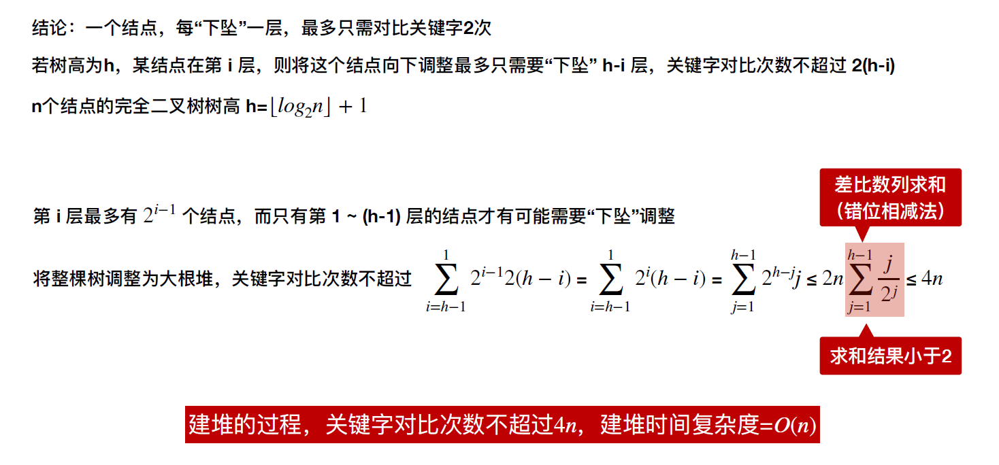 结论：一个结点，每“下坠”一层，最多只需对比关键字2次
若树高为h，某结点在第 i 层，则将这个结点向下调整最多只需要“下坠” h-i 层，关键字对比次数不超过 2(h-i)
n个结点的完全二叉树树高 h=⌊log₂n⌋ + 1
差比数列求和
（错位相减法）
第 i 层最多有 2^{i−1} 个结点，而只有第 1 ~ (h-1) 层的结点才有可能需要“下坠”调整
将整棵树调整为大根堆，关键字对比次数不超过 \sum_{i=h−1}^{1} 2^{i−1}2(h − i) = \sum_{i=h−1}^{1} 2^{i}(h − i) = \sum_{j=1}^{h−1} 2^{h−j}j ≤ 2n \sum_{j=1}^{h−1} \frac{j}{2^{j}} ≤ 4n
求和结果小于2
建堆的过程，关键字对比次数不超过4n，建堆时间复杂度=O(n)